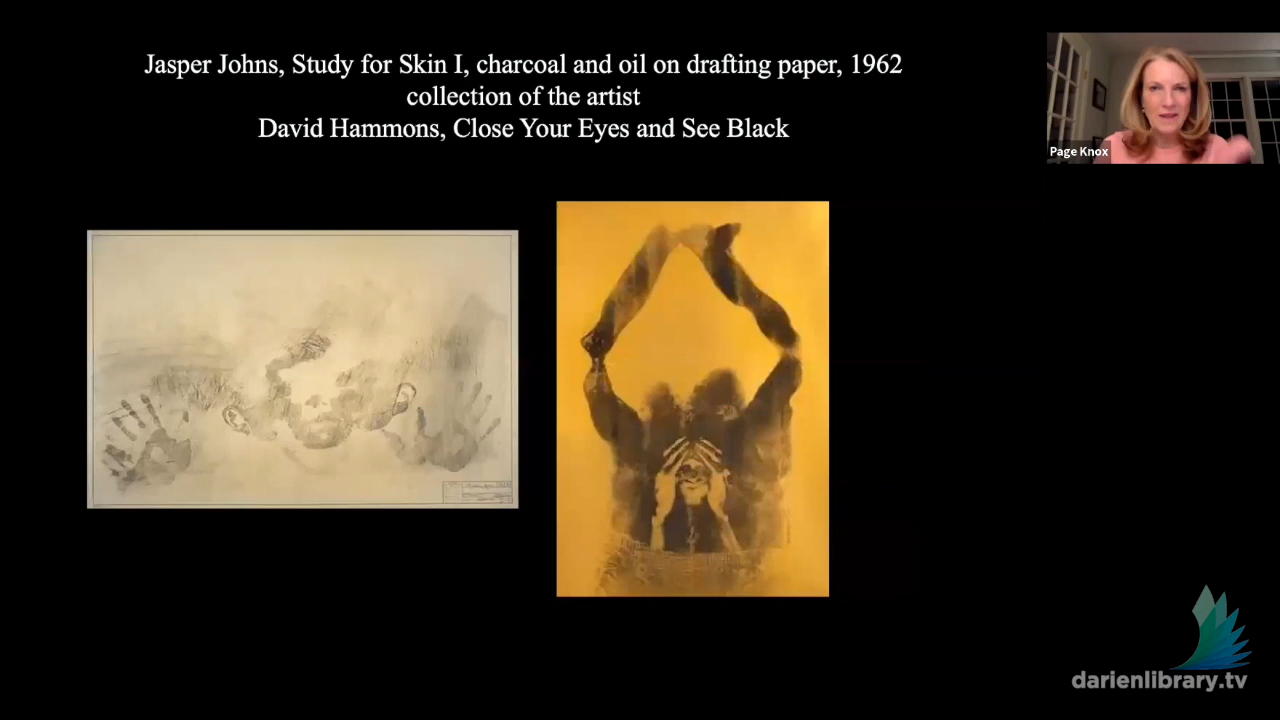 Jasper Johns, Study for Skin I, charcoal and oil on drafting paper, 1962
collection of the artist
David Hammons, Close Your Eyes and See Black
Page Knox
darienlibrary.tv